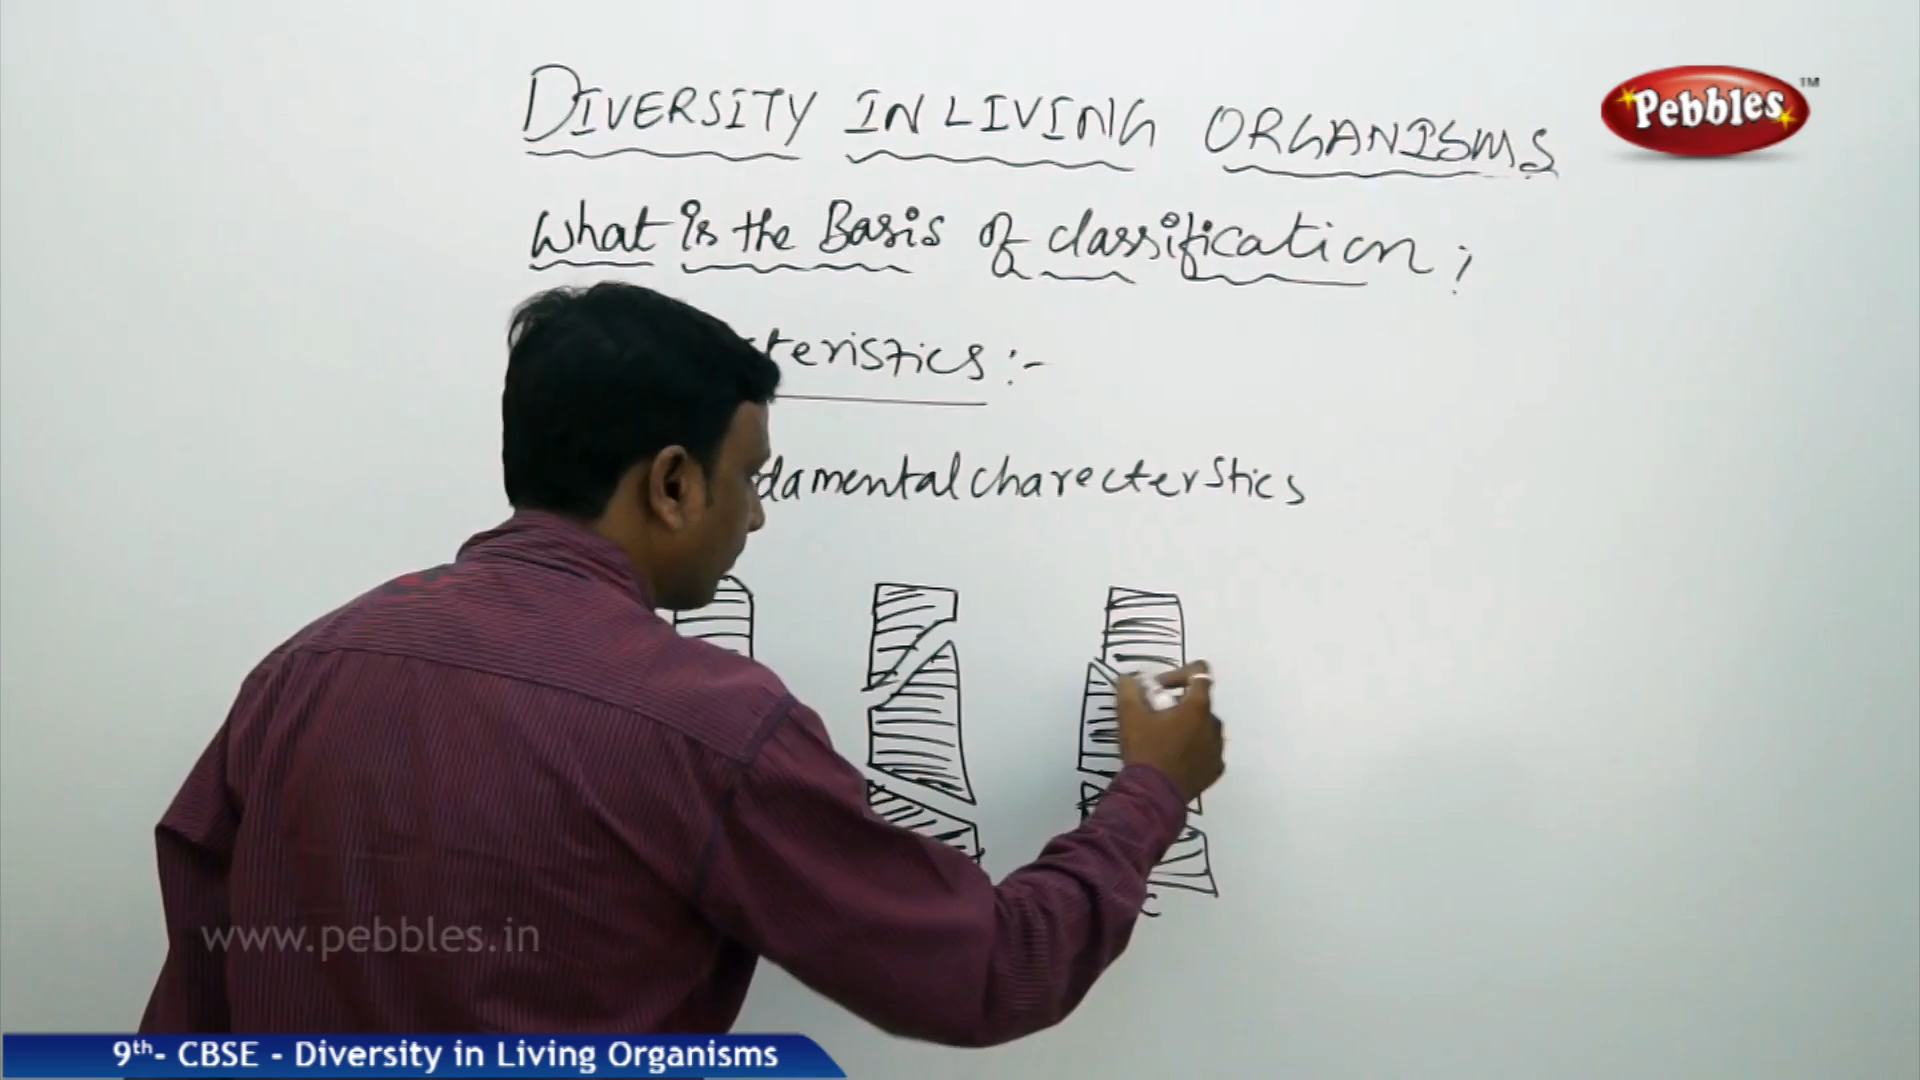 DIVERSITY IN LIVING ORGANISMS
Pebbles™
What is the Basis of classification ;
teristics :-
damental charecterstics
C
www.pebbles.in
9th- CBSE - Diversity in Living Organisms